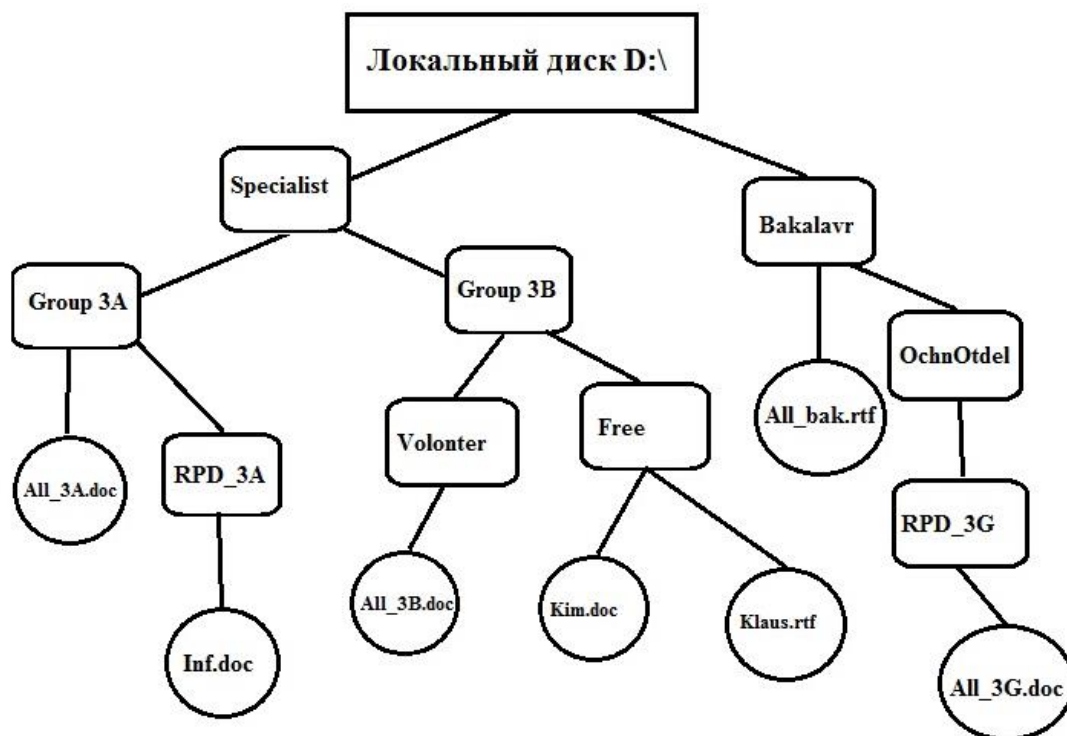 Локальный диск D:\
Specialist
Bakalavr
Group 3A
Group 3B
OchnOtdel
Volonter
Free
All_bak.rtf
RPD_3A
All_3A.doc
RPD_3G
All_3B.doc
Kim.doc
Klaus.rtf
Inf.doc
All_3G.doc